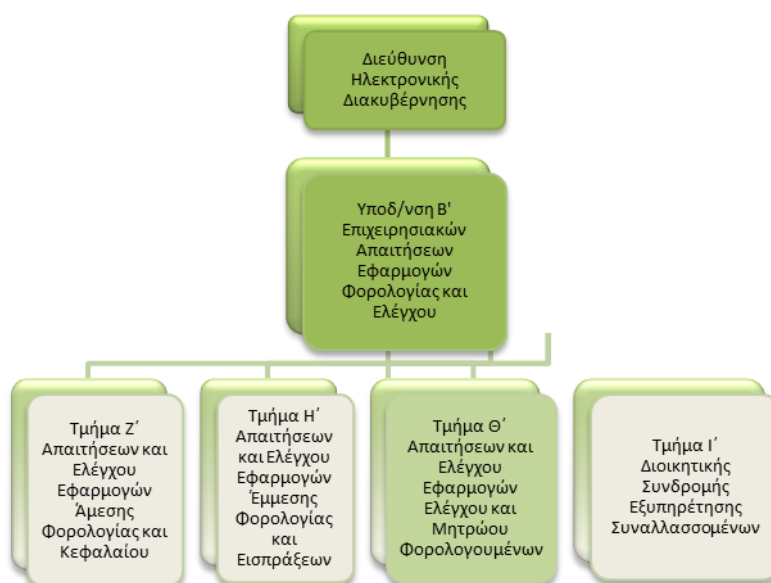 Διεύθυνση
Ηλεκτρονικής
Διακυβέρνησης
Υποδ/νση Β'
Επιχειρησιακών
Απαιτήσεων
Εφαρμογών
Φορολογίας και
Ελέγχου
Τμήμα Ζ΄
Απαιτήσεων και
Ελέγχου
Εφαρμογών
Άμεσης
Φορολογίας και
Κεφαλαίου
Τμήμα Η΄
Απαιτήσεων
και Ελέγχου
Εφαρμογών
Έμμεσης
Φορολογίας
και
Εισπράξεων
Τμήμα Θ΄
Απαιτήσεων και
Ελέγχου
Εφαρμογών
Ελέγχου και
Μητρώου
Φορολογουμένων
Τμήμα Ι΄
Διοικητικής
Συνδρομής
Εξυπηρέτησης
Συναλλασσομένων